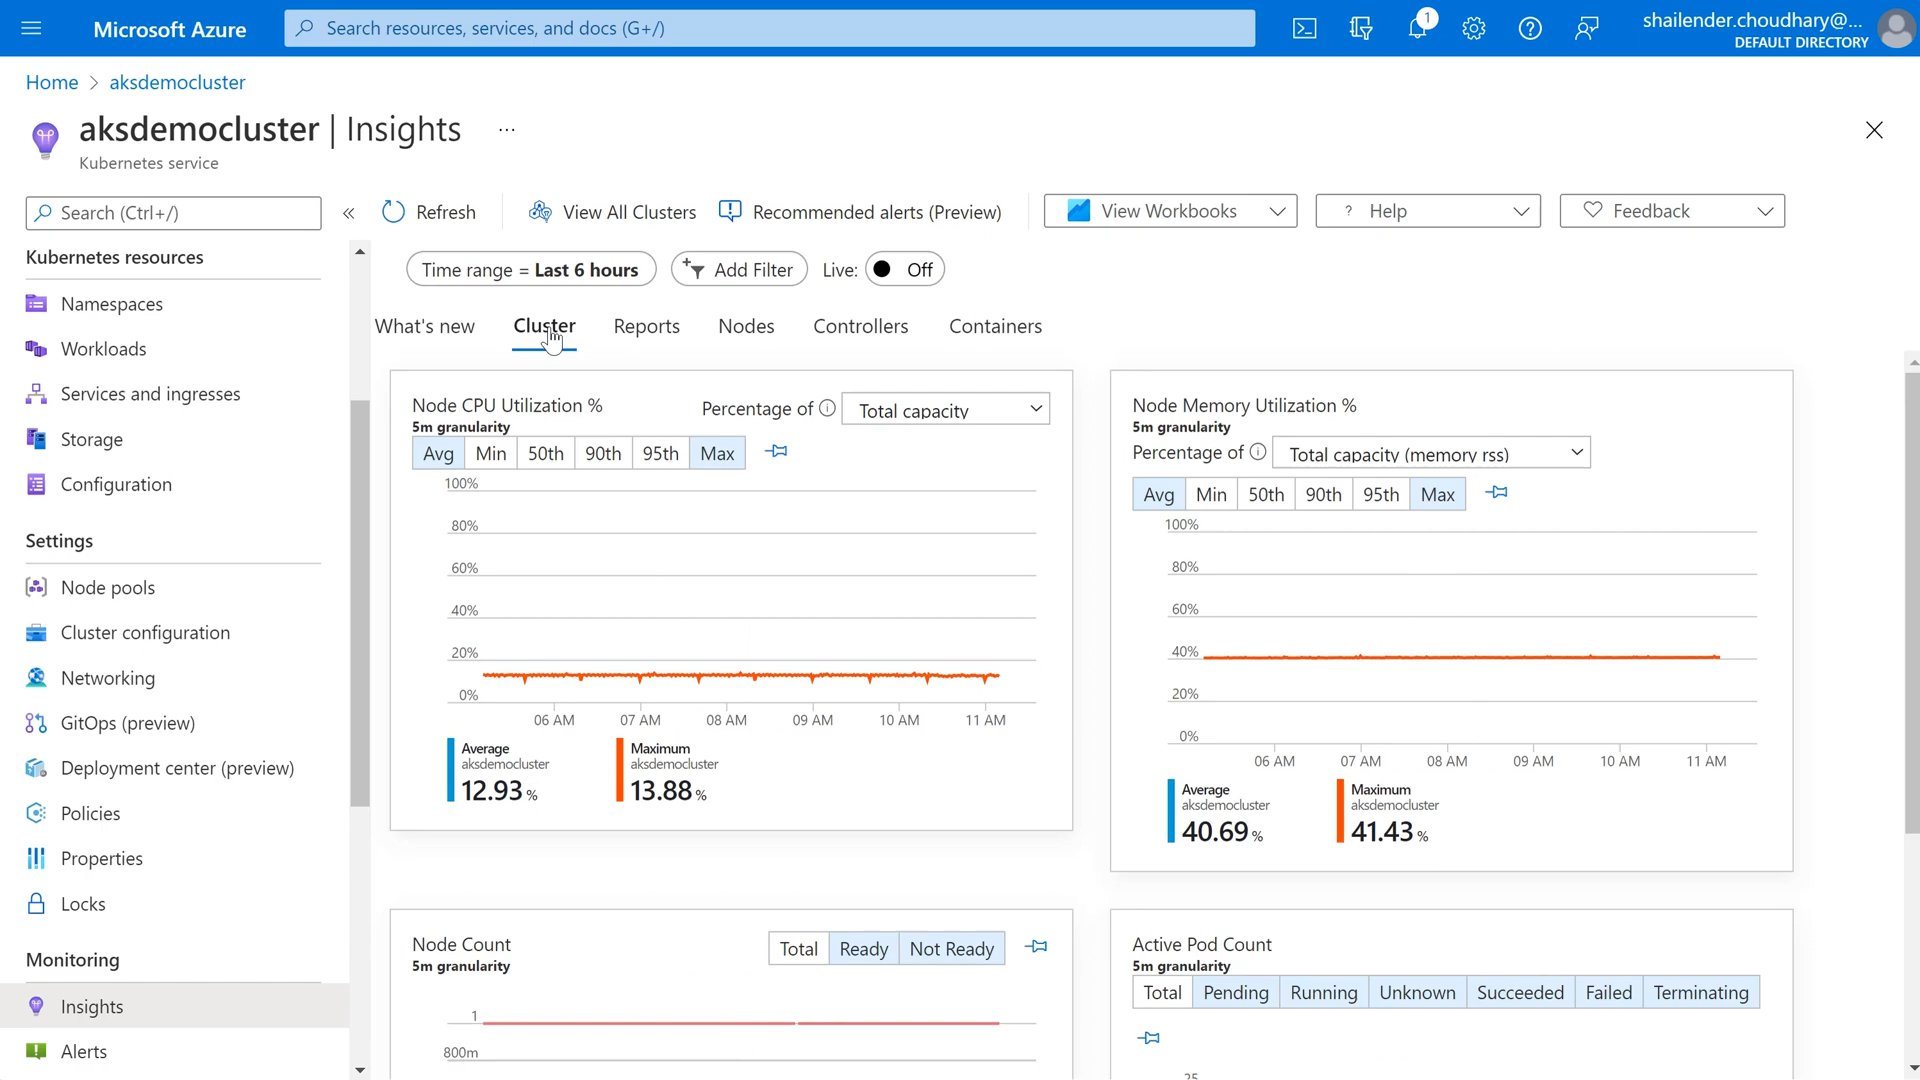 Microsoft Azure
Search resources, services, and docs (G+/)
1
shailender.choudhary@...
DEFAULT DIRECTORY
Home > aksdemocluster
aksdemocluster | Insights ...
Kubernetes service
Search (Ctrl+/)
«
Refresh
View All Clusters
Recommended alerts (Preview)
View Workbooks
? Help
Feedback
Kubernetes resources
Namespaces
Workloads
Services and ingresses
Storage
Configuration
Settings
Node pools
Cluster configuration
Networking
GitOps (preview)
Deployment center (preview)
Policies
Properties
Locks
Monitoring
Insights
Alerts
Time range = Last 6 hours
Add Filter
Live: Off
What's new
Cluster
Reports
Nodes
Controllers
Containers
Node CPU Utilization %
5m granularity
Percentage of
Total capacity
Avg Min 50th 90th 95th Max
100%
80%
60%
40%
20%
0%
06 AM 07 AM 08 AM 09 AM 10 AM 11 AM
Average
aksdemocluster
12.93 %
Maximum
aksdemocluster
13.88 %
Node Memory Utilization %
5m granularity
Percentage of
Total capacity (memory rss)
Avg Min 50th 90th 95th Max
100%
80%
60%
40%
20%
0%
06 AM 07 AM 08 AM 09 AM 10 AM 11 AM
Average
aksdemocluster
40.69 %
Maximum
aksdemocluster
41.43 %
Node Count
5m granularity
Total Ready Not Ready
1
800m
Active Pod Count
5m granularity
Total Pending Running Unknown Succeeded Failed Terminating
25